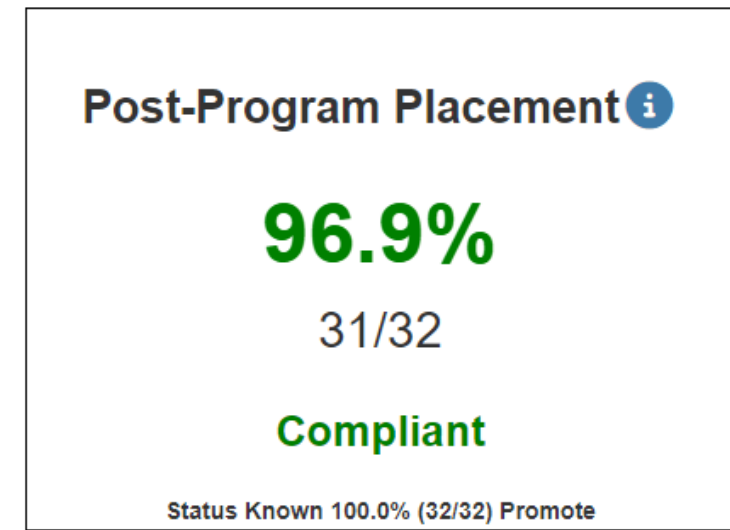 Post-Program Placement i
96.9%
31/32
Compliant
Status Known 100.0% (32/32) Promote